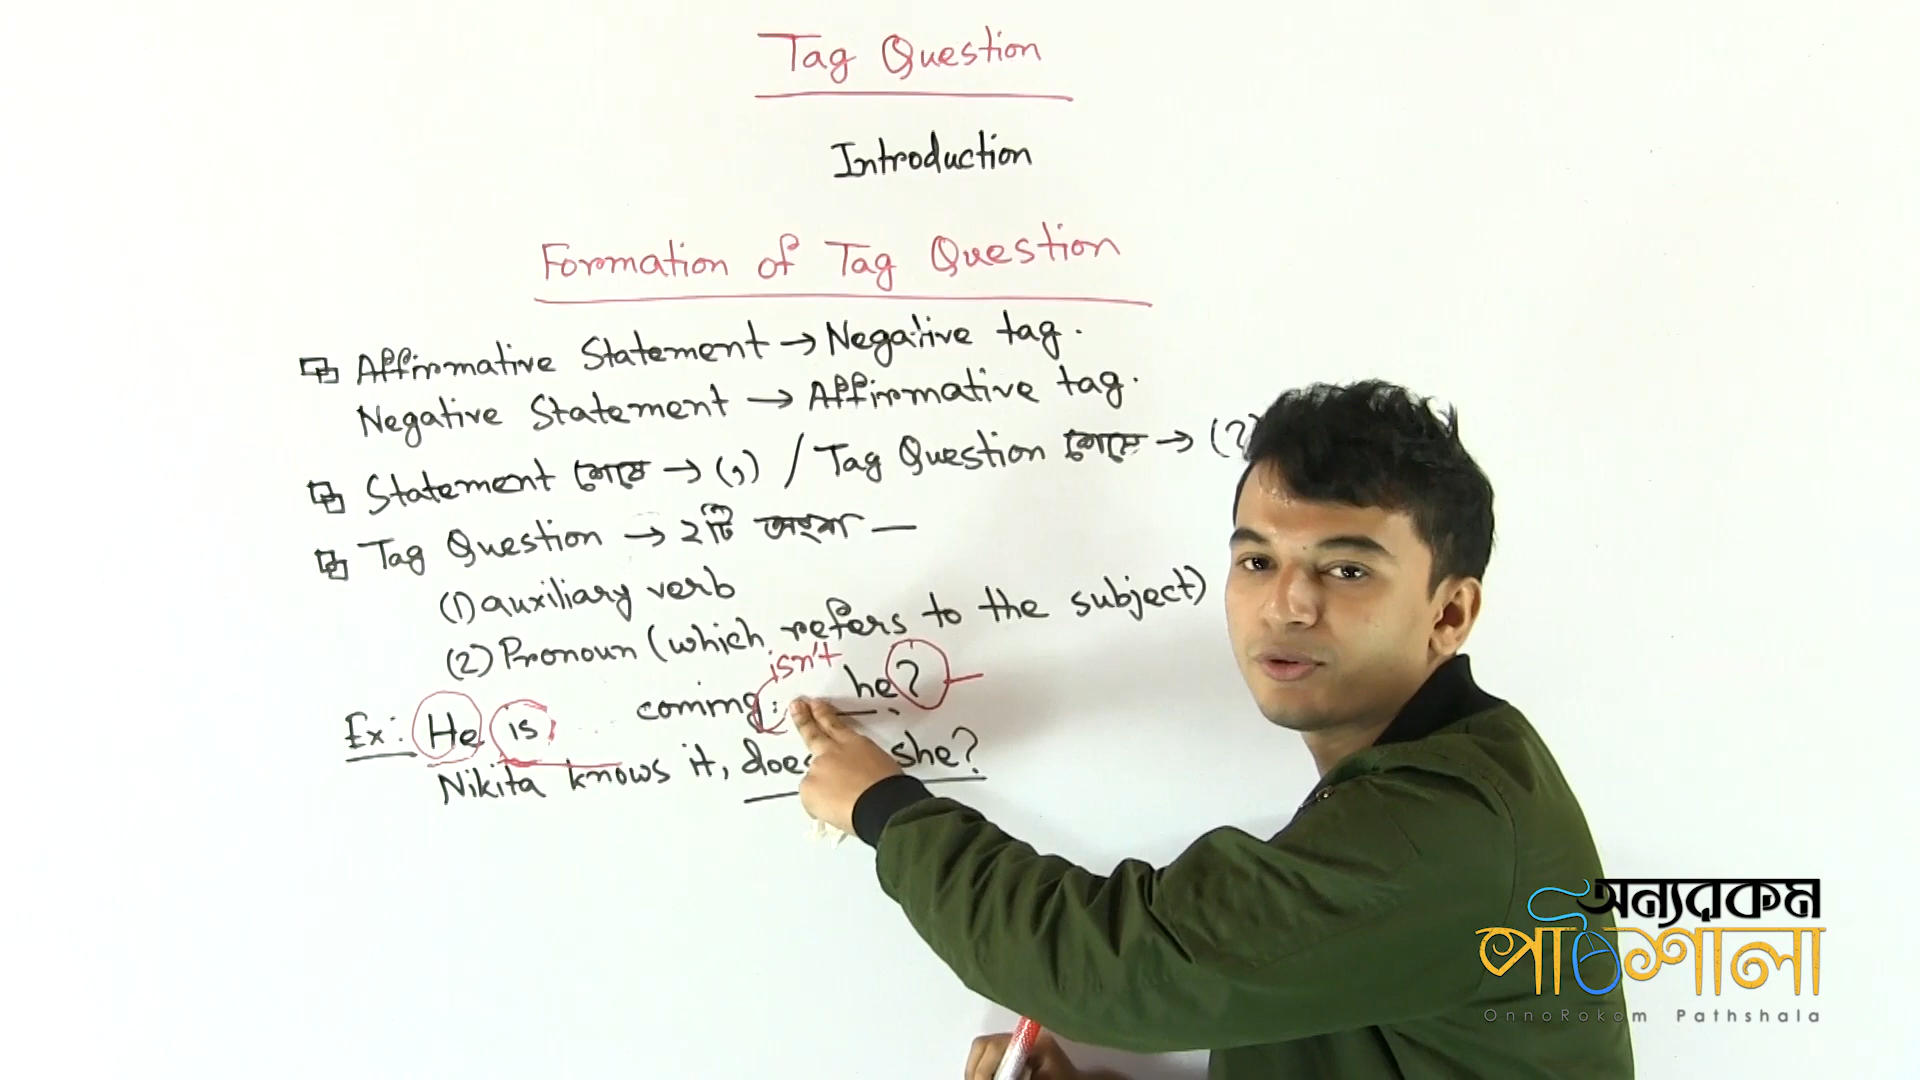 Tag Question
Introduction
Formation of Tag Question
Affirmative Statement → Negative tag.
Negative Statement → Affirmative tag.
Statement শেষে → (,) / Tag Question শেষে → (?)
Tag Question → ২টি অংশ —
(1) auxiliary verb
(2) Pronoun (which refers to the subject)
isn't
Ex: He is coming, he?
Nikita knows it, does she?
অন্যরকম
পাঠশালা
OnnoRokom Pathshala